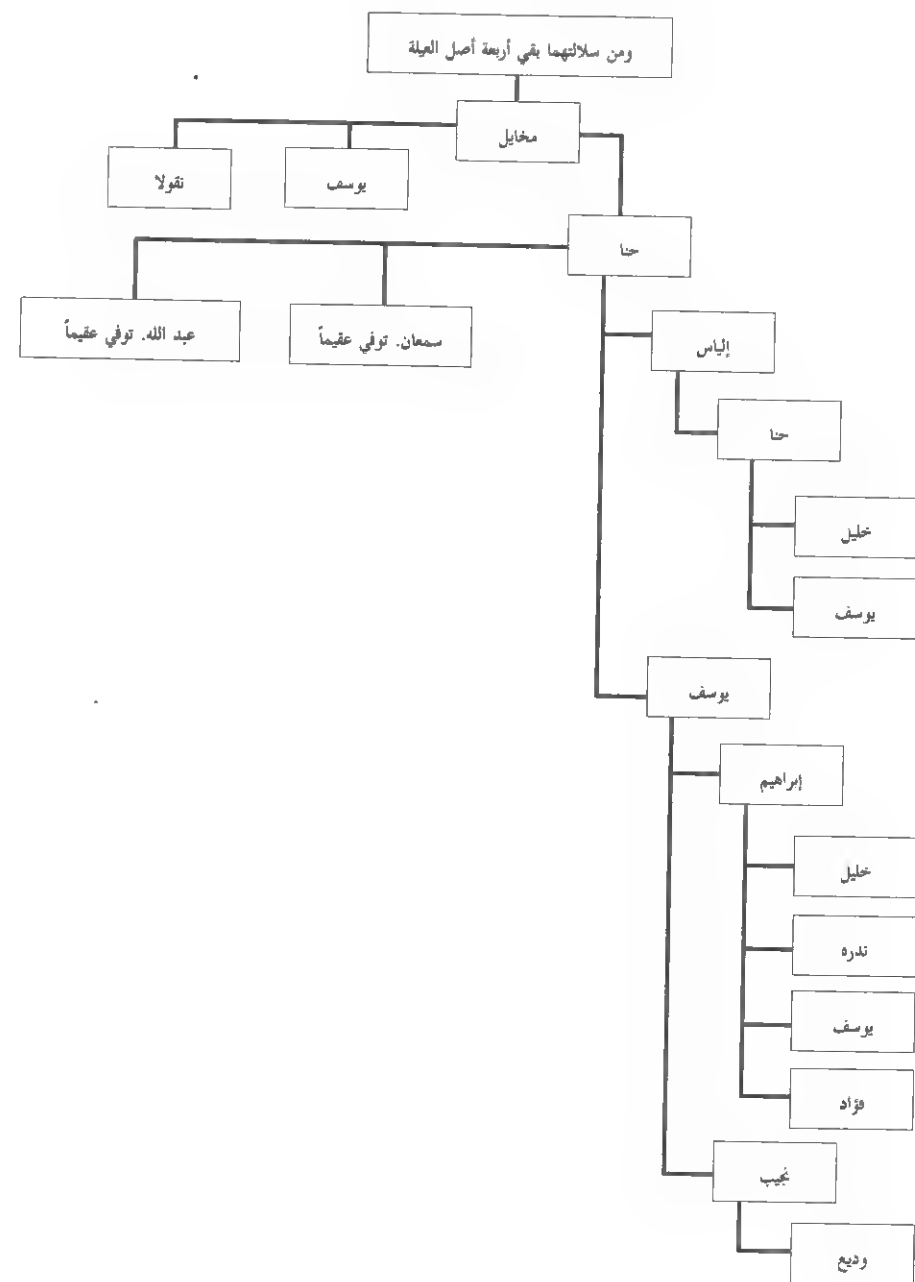 ومن سلالتهما بقي أربعة أصل العيلة
مخايل
يوسف
نقولا
حنا
سمعان. توفي عقيماً
عبد الله. توفي عقيماً
إلياس
حنا
خليل
يوسف
يوسف
إبراهيم
خليل
ندره
يوسف
فؤاد
نجيب
وديع